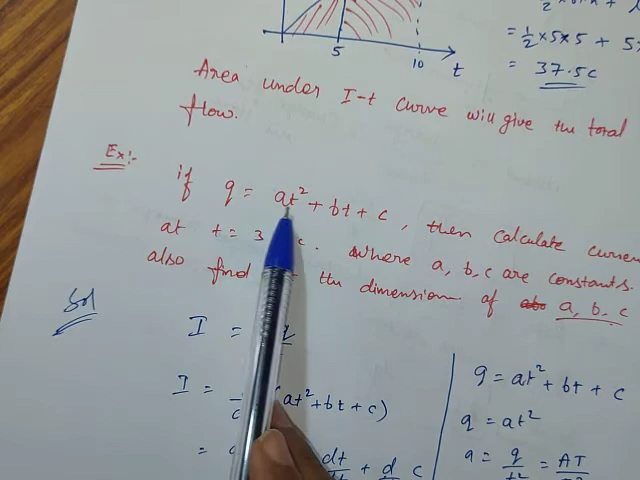 5
10
t
= ½×5×5 + 5
= 37.5c
Area under I-t curve will give the total
flow.
Ex:-
if q = at² + bt + c, then calculate
at t = 3 where a, b, c are constants.
also find the dimension of a, b, c
Sol
I =
I = (at² + bt + c)
= dt/ + d/ c
q = at² + bt + c
q = at²
a = q/t² = AT/